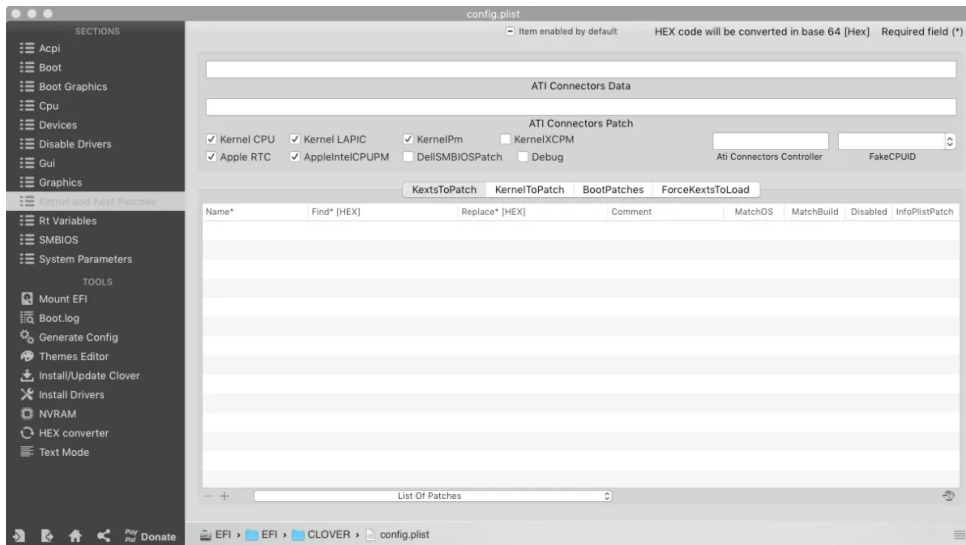 config.plist
SECTIONS
Item enabled by default HEX code will be converted in base 64 [Hex] Required field (*)
Acpi
Boot
Boot Graphics
Cpu
Devices
Disable Drivers
Gui
Graphics
Kernel and Kext Patches
Rt Variables
SMBIOS
System Parameters
TOOLS
Mount EFI
Boot.log
Generate Config
Themes Editor
Install/Update Clover
Install Drivers
NVRAM
HEX converter
Text Mode
Pay Pal Donate
ATI Connectors Data
ATI Connectors Patch
Kernel CPU Kernel LAPIC KernelPm KernelXCPM
Apple RTC AppleIntelCPUPM DellSMBIOSPatch Debug
Ati Connectors Controller FakeCPUID
KextsToPatch KernelToPatch BootPatches ForceKextsToLoad
Name* Find* [HEX] Replace* [HEX] Comment MatchOS MatchBuild Disabled InfoPlistPatch
List Of Patches
EFI › EFI › CLOVER › config.plist